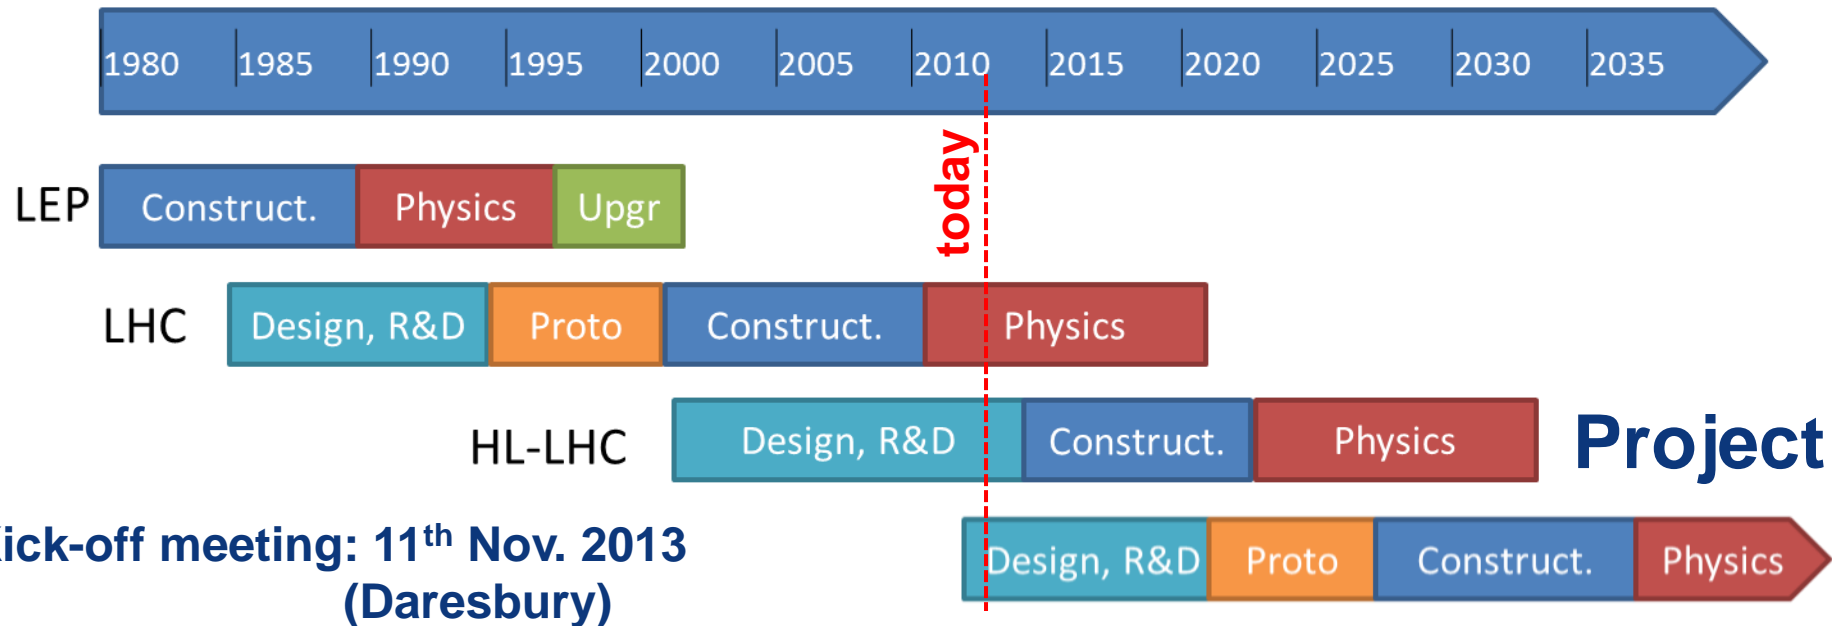 1980 1985 1990 1995 2000 2005 2010 2015 2020 2025 2030 2035
today
LEP Construct. Physics Upgr
LHC Design, R&D Proto Construct. Physics
HL-LHC Design, R&D Construct. Physics Project
ick-off meeting: 11th Nov. 2013
(Daresbury)
Design, R&D Proto Construct. Physics